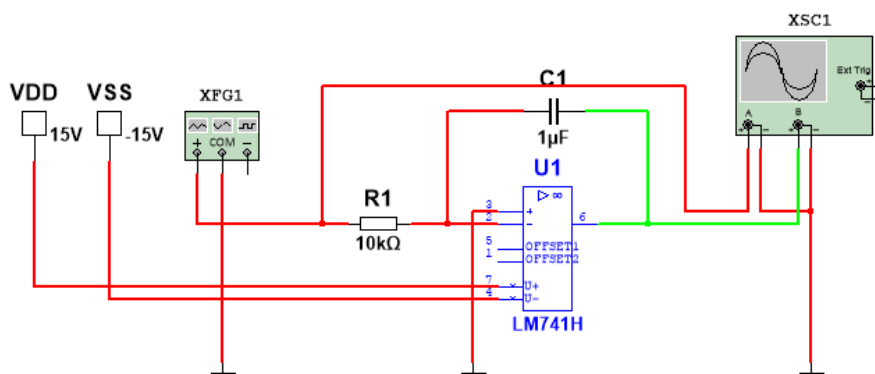 XSC1
Ext Trig
+
−
A
B
+ − + −
VDD
15V
VSS
-15V
XFG1
+ COM −
C1
1µF
R1
10kΩ
U1
▷ ∞
3 +
2 −
6
5 OFFSET1
1 OFFSET2
7 U+
4 U-
LM741H